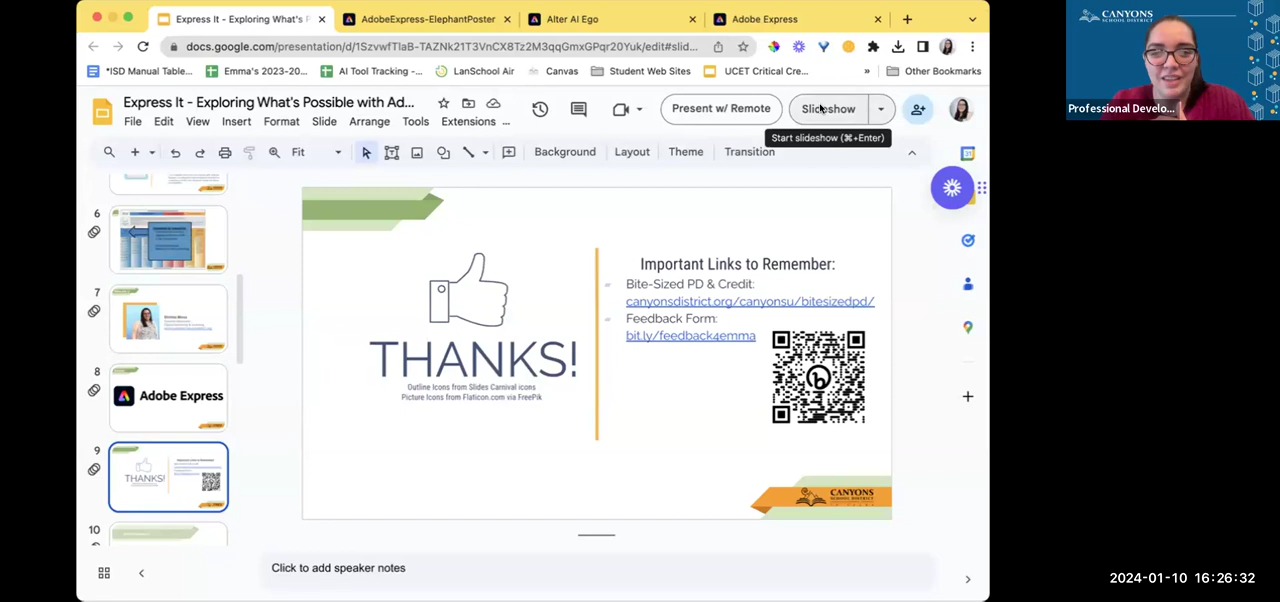 Express It - Exploring What's P
AdobeExpress-ElephantPoster
Alter AI Ego
Adobe Express
docs.google.com/presentation/d/1SzvwfTlaB-TAZNk21T3VnCX8Tz2M3qqGmxGPqr20Yuk/edit#slid...
*ISD Manual Table...
Emma's 2023-20...
AI Tool Tracking -...
LanSchool Air
Canvas
Student Web Sites
UCET Critical Cre...
»
Other Bookmarks
Express It - Exploring What's Possible with Ad...
File Edit View Insert Format Slide Arrange Tools Extensions ...
Present w/ Remote
Slideshow
Start slideshow (⌘+Enter)
Fit
Background
Layout
Theme
Transition
6
7
8
Adobe Express
9
THANKS!
10
THANKS!
Outline Icons from Slides Carnival icons
Picture Icons from Flaticon.com via FreePik
Important Links to Remember:
Bite-Sized PD & Credit:
canyonsdistrict.org/canyonsu/bitesizedpd/
Feedback Form:
bit.ly/feedback4emma
CANYONS
SCHOOL DISTRICT
Click to add speaker notes
CANYONS
SCHOOL DISTRICT
Professional Develo...
2024-01-10 16:26:32